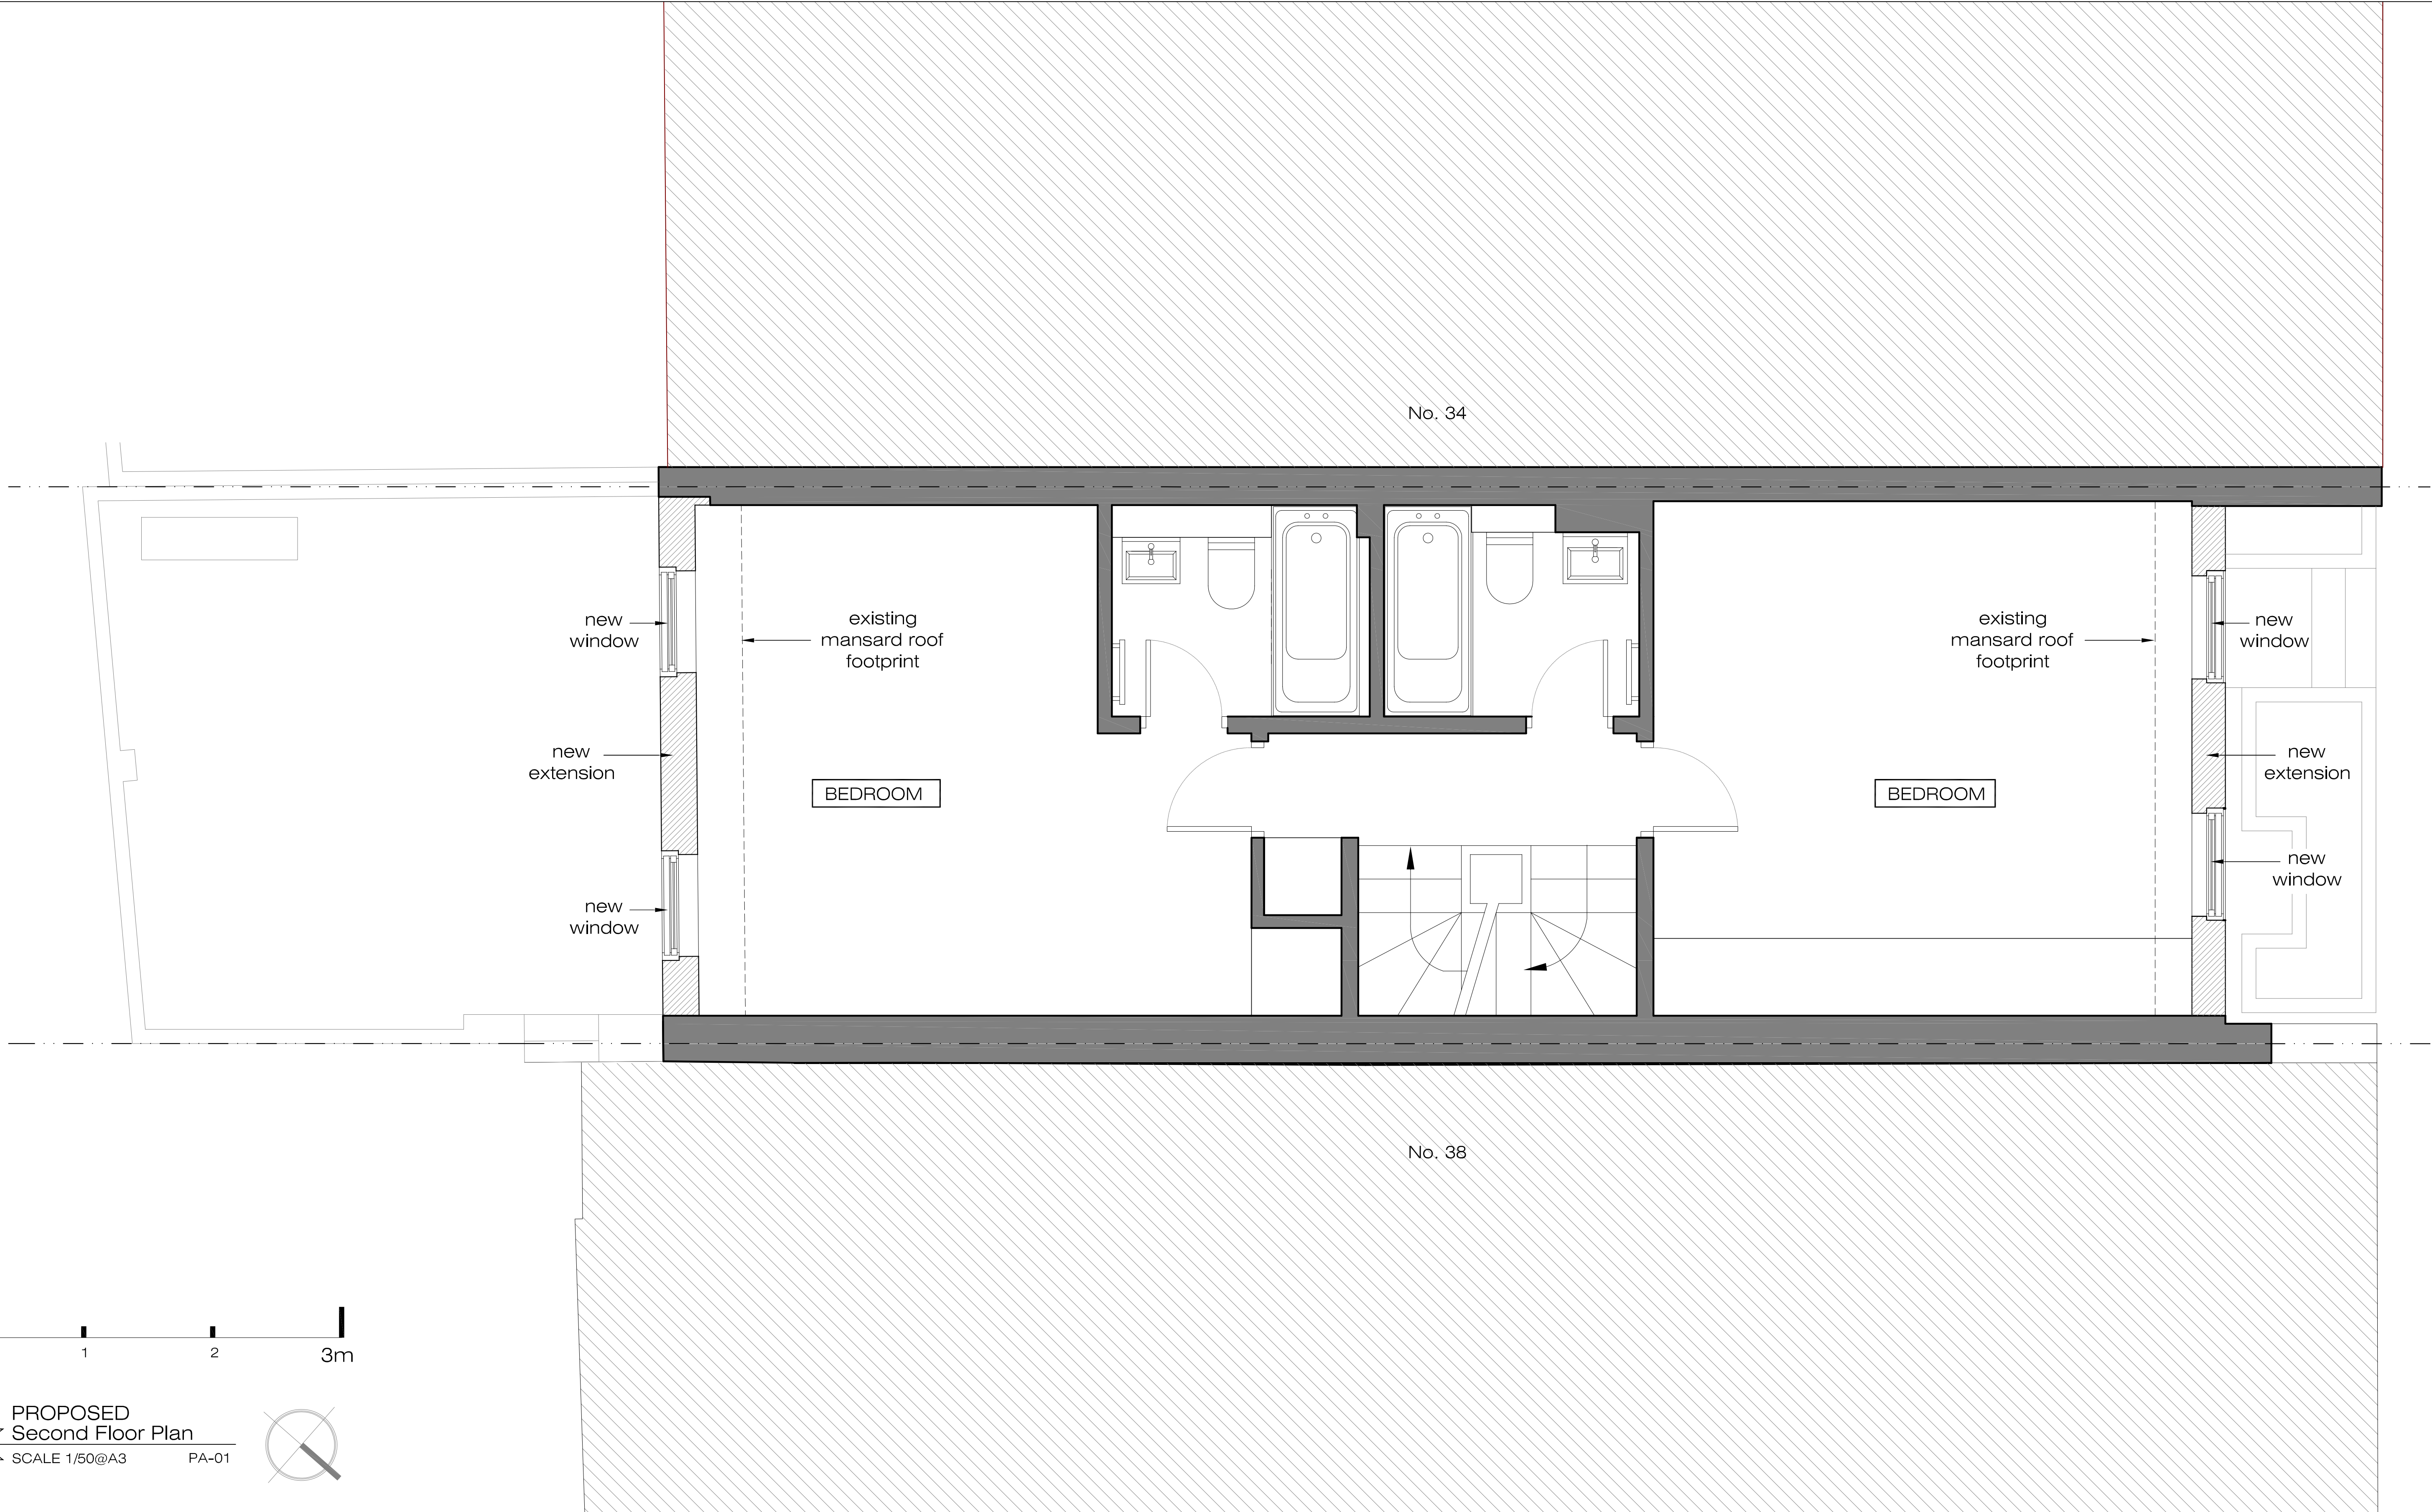 No. 34
new
window
existing
mansard roof
footprint
existing
mansard roof
footprint
new
window
new
extension
BEDROOM
BEDROOM
new
extension
new
window
new
window
No. 38
1
2
3m
PROPOSED
Second Floor Plan
SCALE 1/50@A3
PA-01